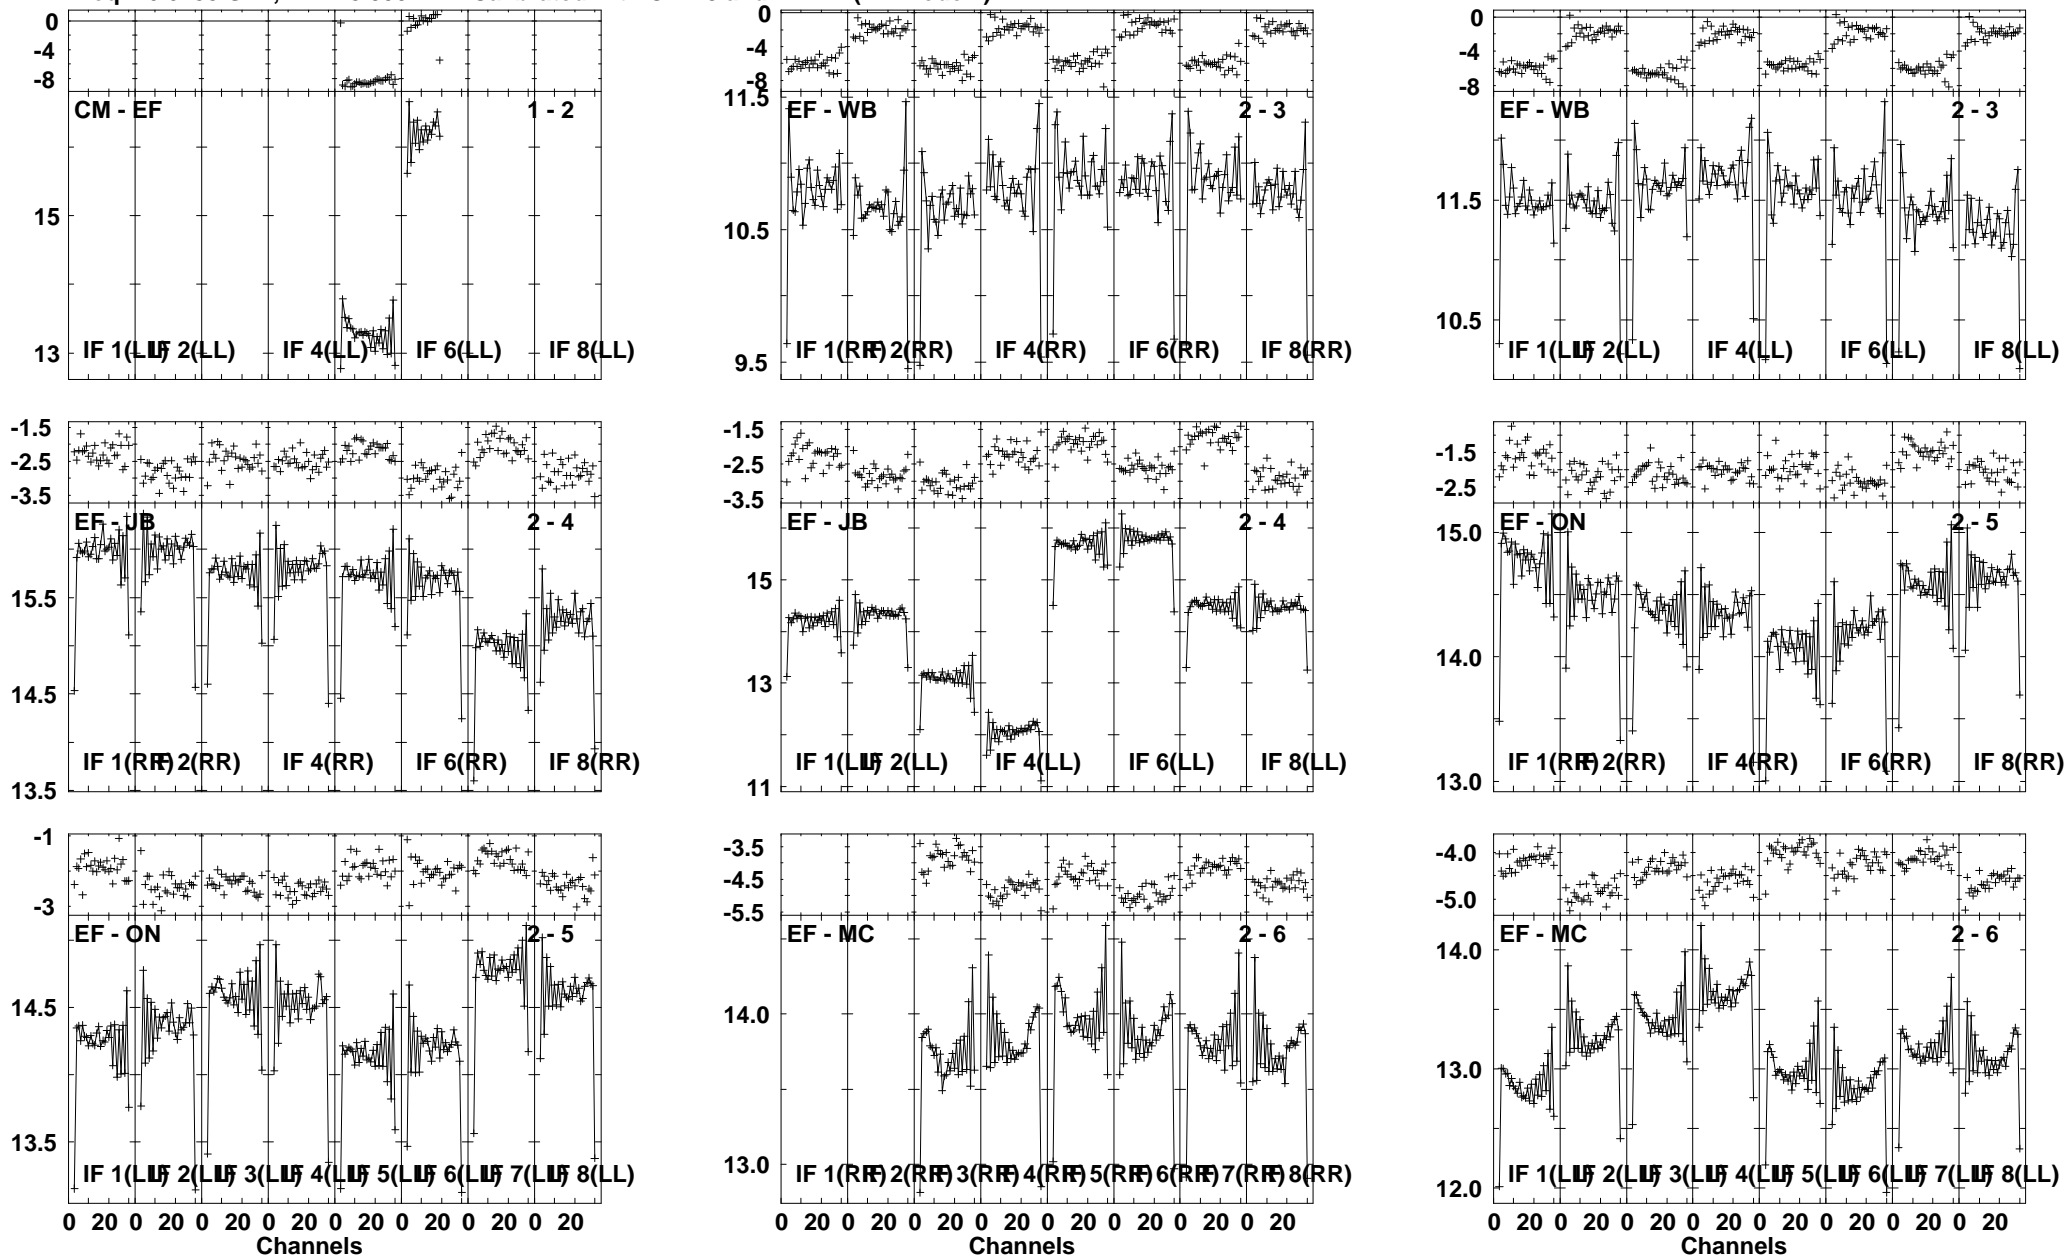 0
-4
-8
CM - EF 1 - 2
15
13
IF 1(LL) IF 2(LL) IF 4(LL) IF 6(LL) IF 8(LL)
0
-4
-8
11.5
EF - WB 2 - 3
10.5
9.5
IF 1(RR) IF 2(RR) IF 4(RR) IF 6(RR) IF 8(RR)
0
-4
-8
EF - WB 2 - 3
11.5
10.5
IF 1(LL) IF 2(LL) IF 4(LL) IF 6(LL) IF 8(LL)
-1.5
-2.5
-3.5
EF - JB 2 - 4
15.5
14.5
13.5
IF 1(RR) IF 2(RR) IF 4(RR) IF 6(RR) IF 8(RR)
-1.5
-2.5
-3.5
EF - JB 2 - 4
15
13
11
IF 1(LL) IF 2(LL) IF 4(LL) IF 6(LL) IF 8(LL)
-1.5
-2.5
EF - ON 2 - 5
15.0
14.0
13.0
IF 1(RR) IF 2(RR) IF 4(RR) IF 6(RR) IF 8(RR)
-1
-3
EF - ON 2 - 5
14.5
13.5
IF 1(LL) IF 2(LL) IF 3(LL) IF 4(LL) IF 5(LL) IF 6(LL) IF 7(LL) IF 8(LL)
0 20 0 20 0 20 0 20 0 20 0 20 0 20 0 20
Channels
-3.5
-4.5
-5.5
EF - MC 2 - 6
14.0
13.0
IF 1(RR) IF 2(RR) IF 3(RR) IF 4(RR) IF 5(RR) IF 6(RR) IF 7(RR) IF 8(RR)
0 20 0 20 0 20 0 20 0 20 0 20 0 20 0 20
Channels
-4.0
-5.0
EF - MC 2 - 6
14.0
13.0
12.0
IF 1(LL) IF 2(LL) IF 3(LL) IF 4(LL) IF 5(LL) IF 6(LL) IF 7(LL) IF 8(LL)
0 20 0 20 0 20 0 20 0 20 0 20 0 20 0 20
Channels